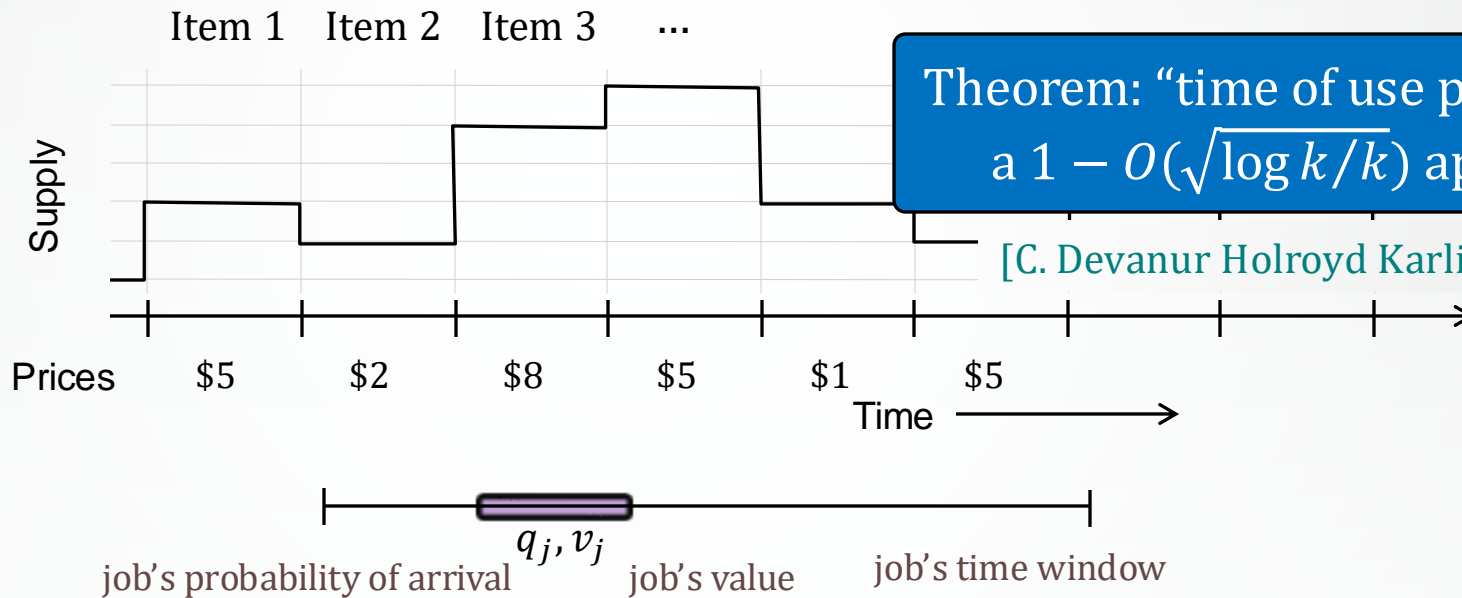 Item 1 Item 2 Item 3 ...
Theorem: “time of use p
a 1 − O(√log k/k) ap
Supply
[C. Devanur Holroyd Karli
Prices $5 $2 $8 $5 $1 $5
Time
q_j, v_j
job's probability of arrival job's value job's time window